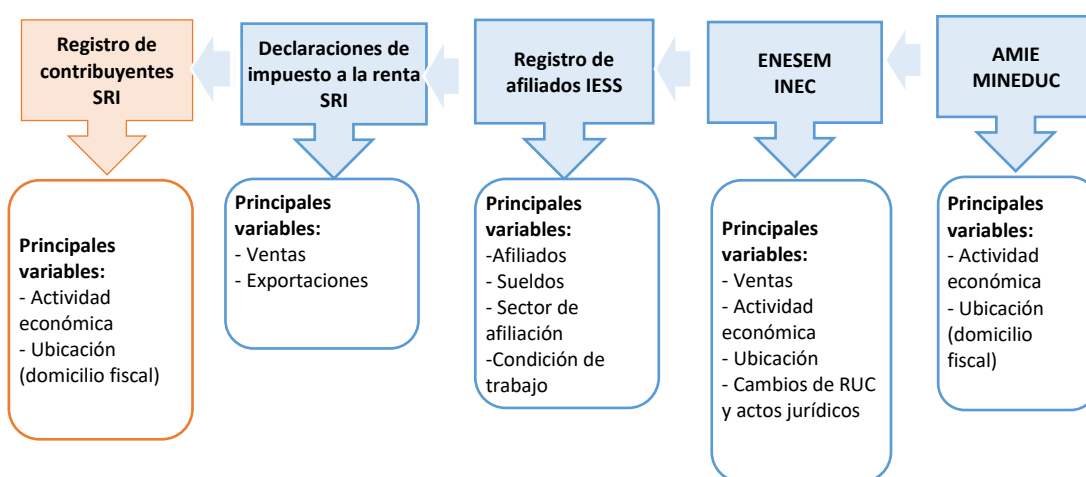 Registro de
contribuyentes
SRI
Declaraciones de
impuesto a la renta
SRI
Registro de
afiliados IESS
ENESEM
INEC
AMIE
MINEDUC
Principales
variables:
- Actividad
económica
- Ubicación
(domicilio fiscal)
Principales
variables:
- Ventas
- Exportaciones
Principales
variables:
-Afiliados
- Sueldos
- Sector de
afiliación
-Condición de
trabajo
Principales
variables:
- Ventas
- Actividad
económica
- Ubicación
- Cambios de RUC
y actos jurídicos
Principales
variables:
- Actividad
económica
- Ubicación
(domicilio
fiscal)